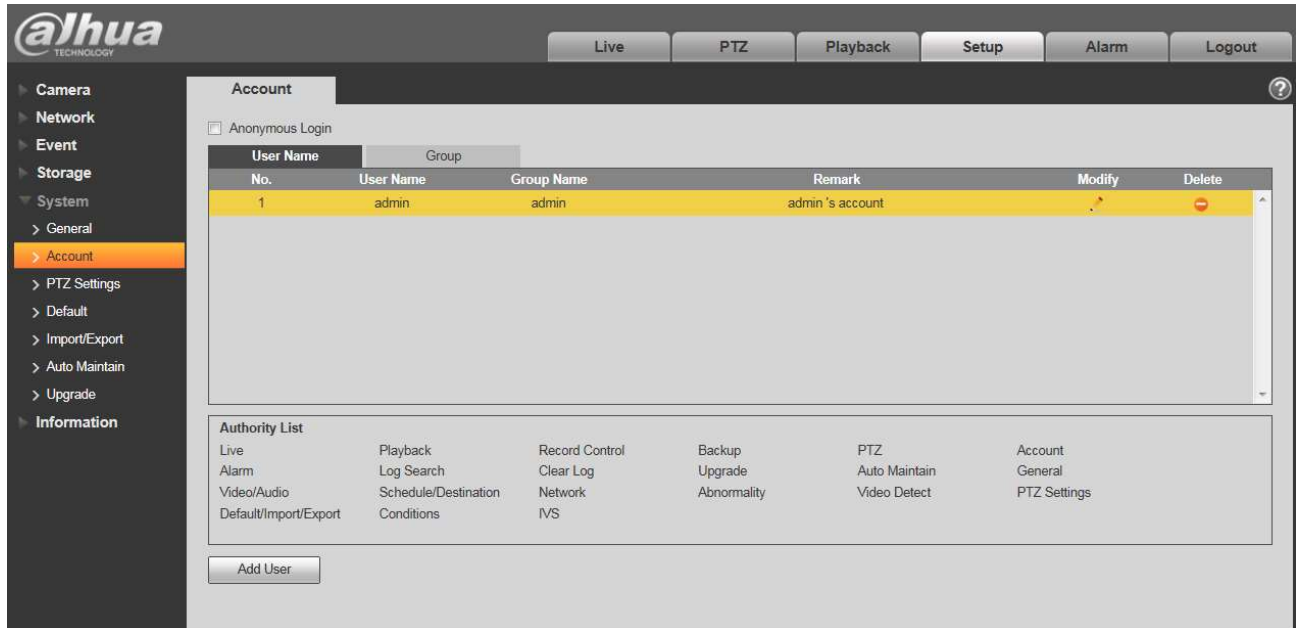 alhua
TECHNOLOGY
Live PTZ Playback Setup Alarm Logout
Camera
Network
Event
Storage
System
General
Account
PTZ Settings
Default
Import/Export
Auto Maintain
Upgrade
Information
Account
?
Anonymous Login
User Name Group
No. User Name Group Name Remark Modify Delete
1 admin admin admin 's account
Authority List
Live Playback Record Control Backup PTZ Account
Alarm Log Search Clear Log Upgrade Auto Maintain General
Video/Audio Schedule/Destination Network Abnormality Video Detect PTZ Settings
Default/Import/Export Conditions IVS
Add User